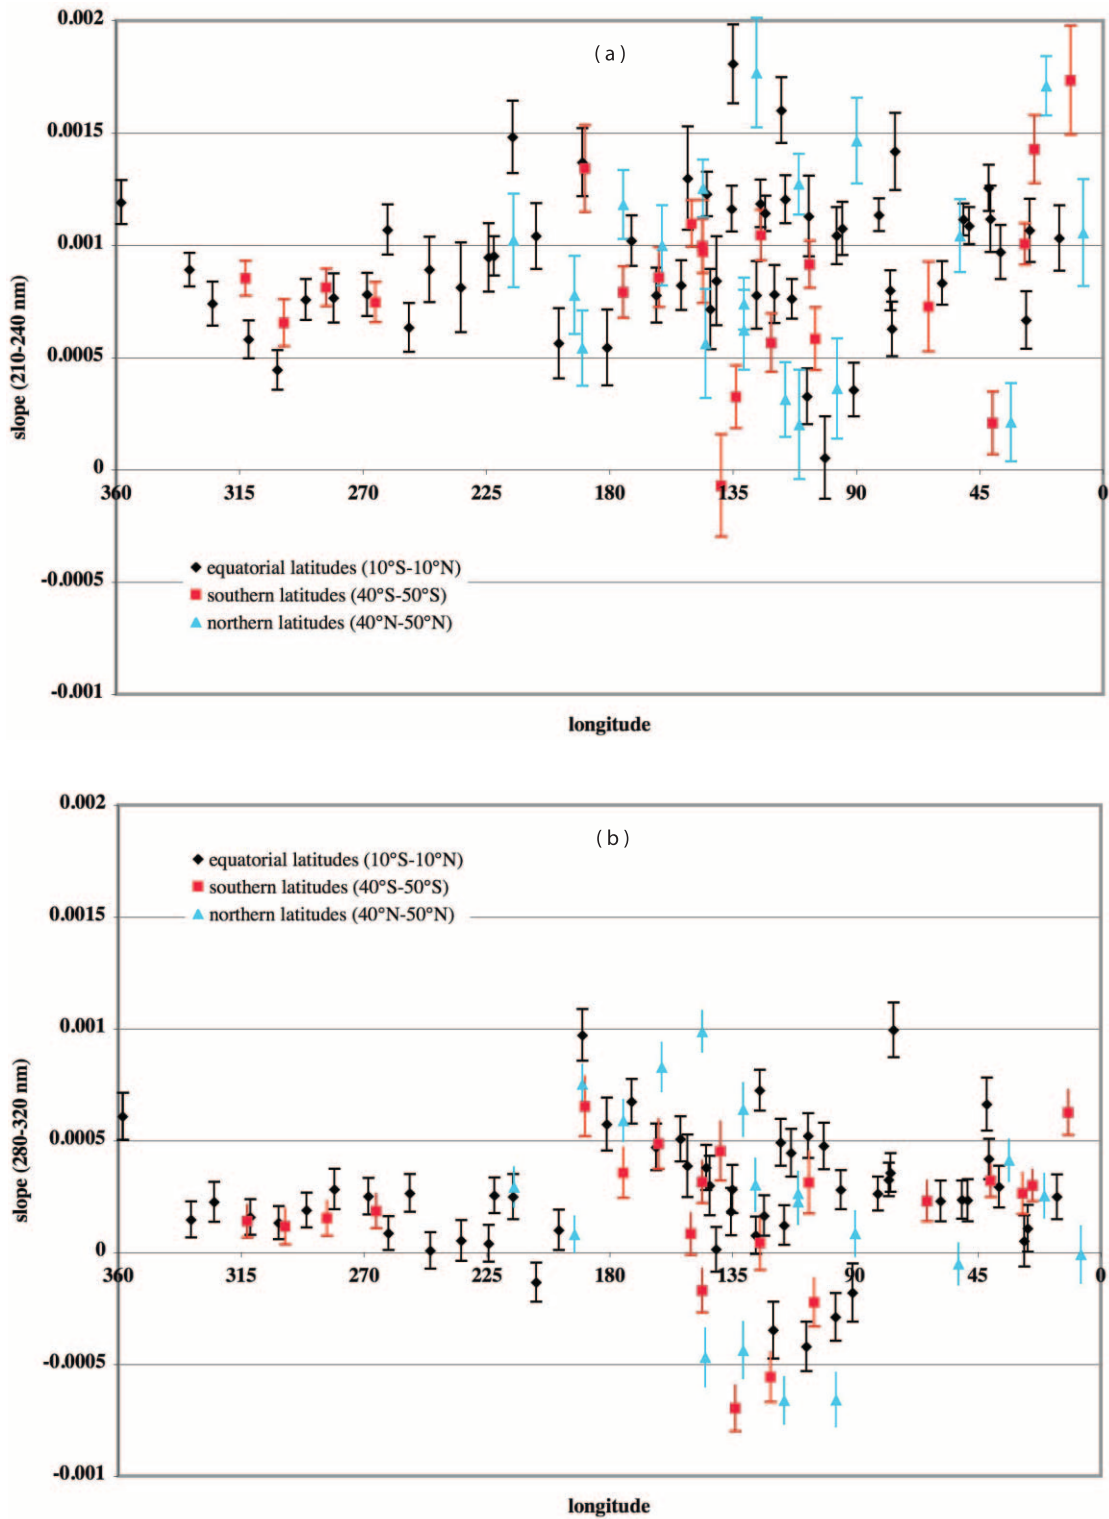 0.002
(a)
0.0015
0.001
0.0005
0
-0.0005
-0.001
slope (210-240 nm)
360 315 270 225 180 135 90 45 0
equatorial latitudes (10°S-10°N)
southern latitudes (40°S-50°S)
northern latitudes (40°N-50°N)
longitude
0.002
(b)
0.0015
0.001
0.0005
0
-0.0005
-0.001
slope (280-320 nm)
equatorial latitudes (10°S-10°N)
southern latitudes (40°S-50°S)
northern latitudes (40°N-50°N)
360 315 270 225 180 135 90 45 0
longitude